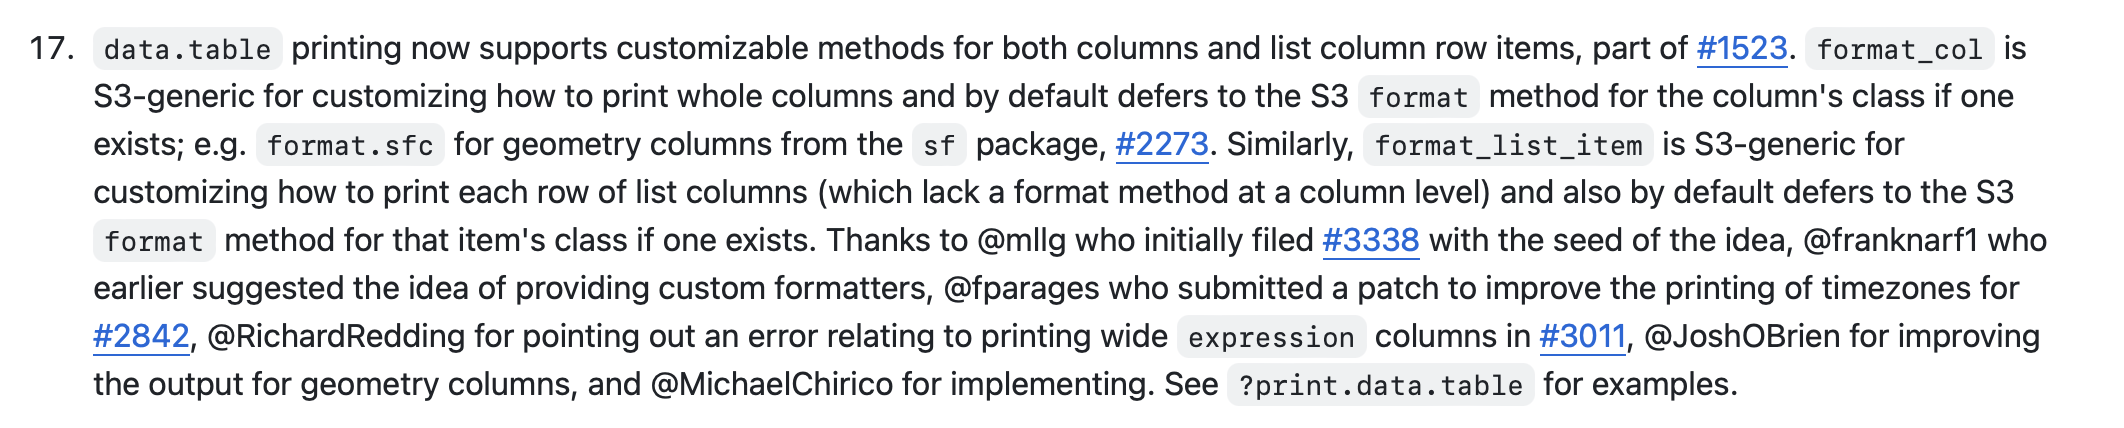 17. data.table printing now supports customizable methods for both columns and list column row items, part of #1523. format_col is
S3-generic for customizing how to print whole columns and by default defers to the S3 format method for the column's class if one
exists; e.g. format.sfc for geometry columns from the sf package, #2273. Similarly, format_list_item is S3-generic for
customizing how to print each row of list columns (which lack a format method at a column level) and also by default defers to the S3
format method for that item's class if one exists. Thanks to @mllg who initially filed #3338 with the seed of the idea, @franknarf1 who
earlier suggested the idea of providing custom formatters, @fparages who submitted a patch to improve the printing of timezones for
#2842, @RichardRedding for pointing out an error relating to printing wide expression columns in #3011, @JoshOBrien for improving
the output for geometry columns, and @MichaelChirico for implementing. See ?print.data.table for examples.